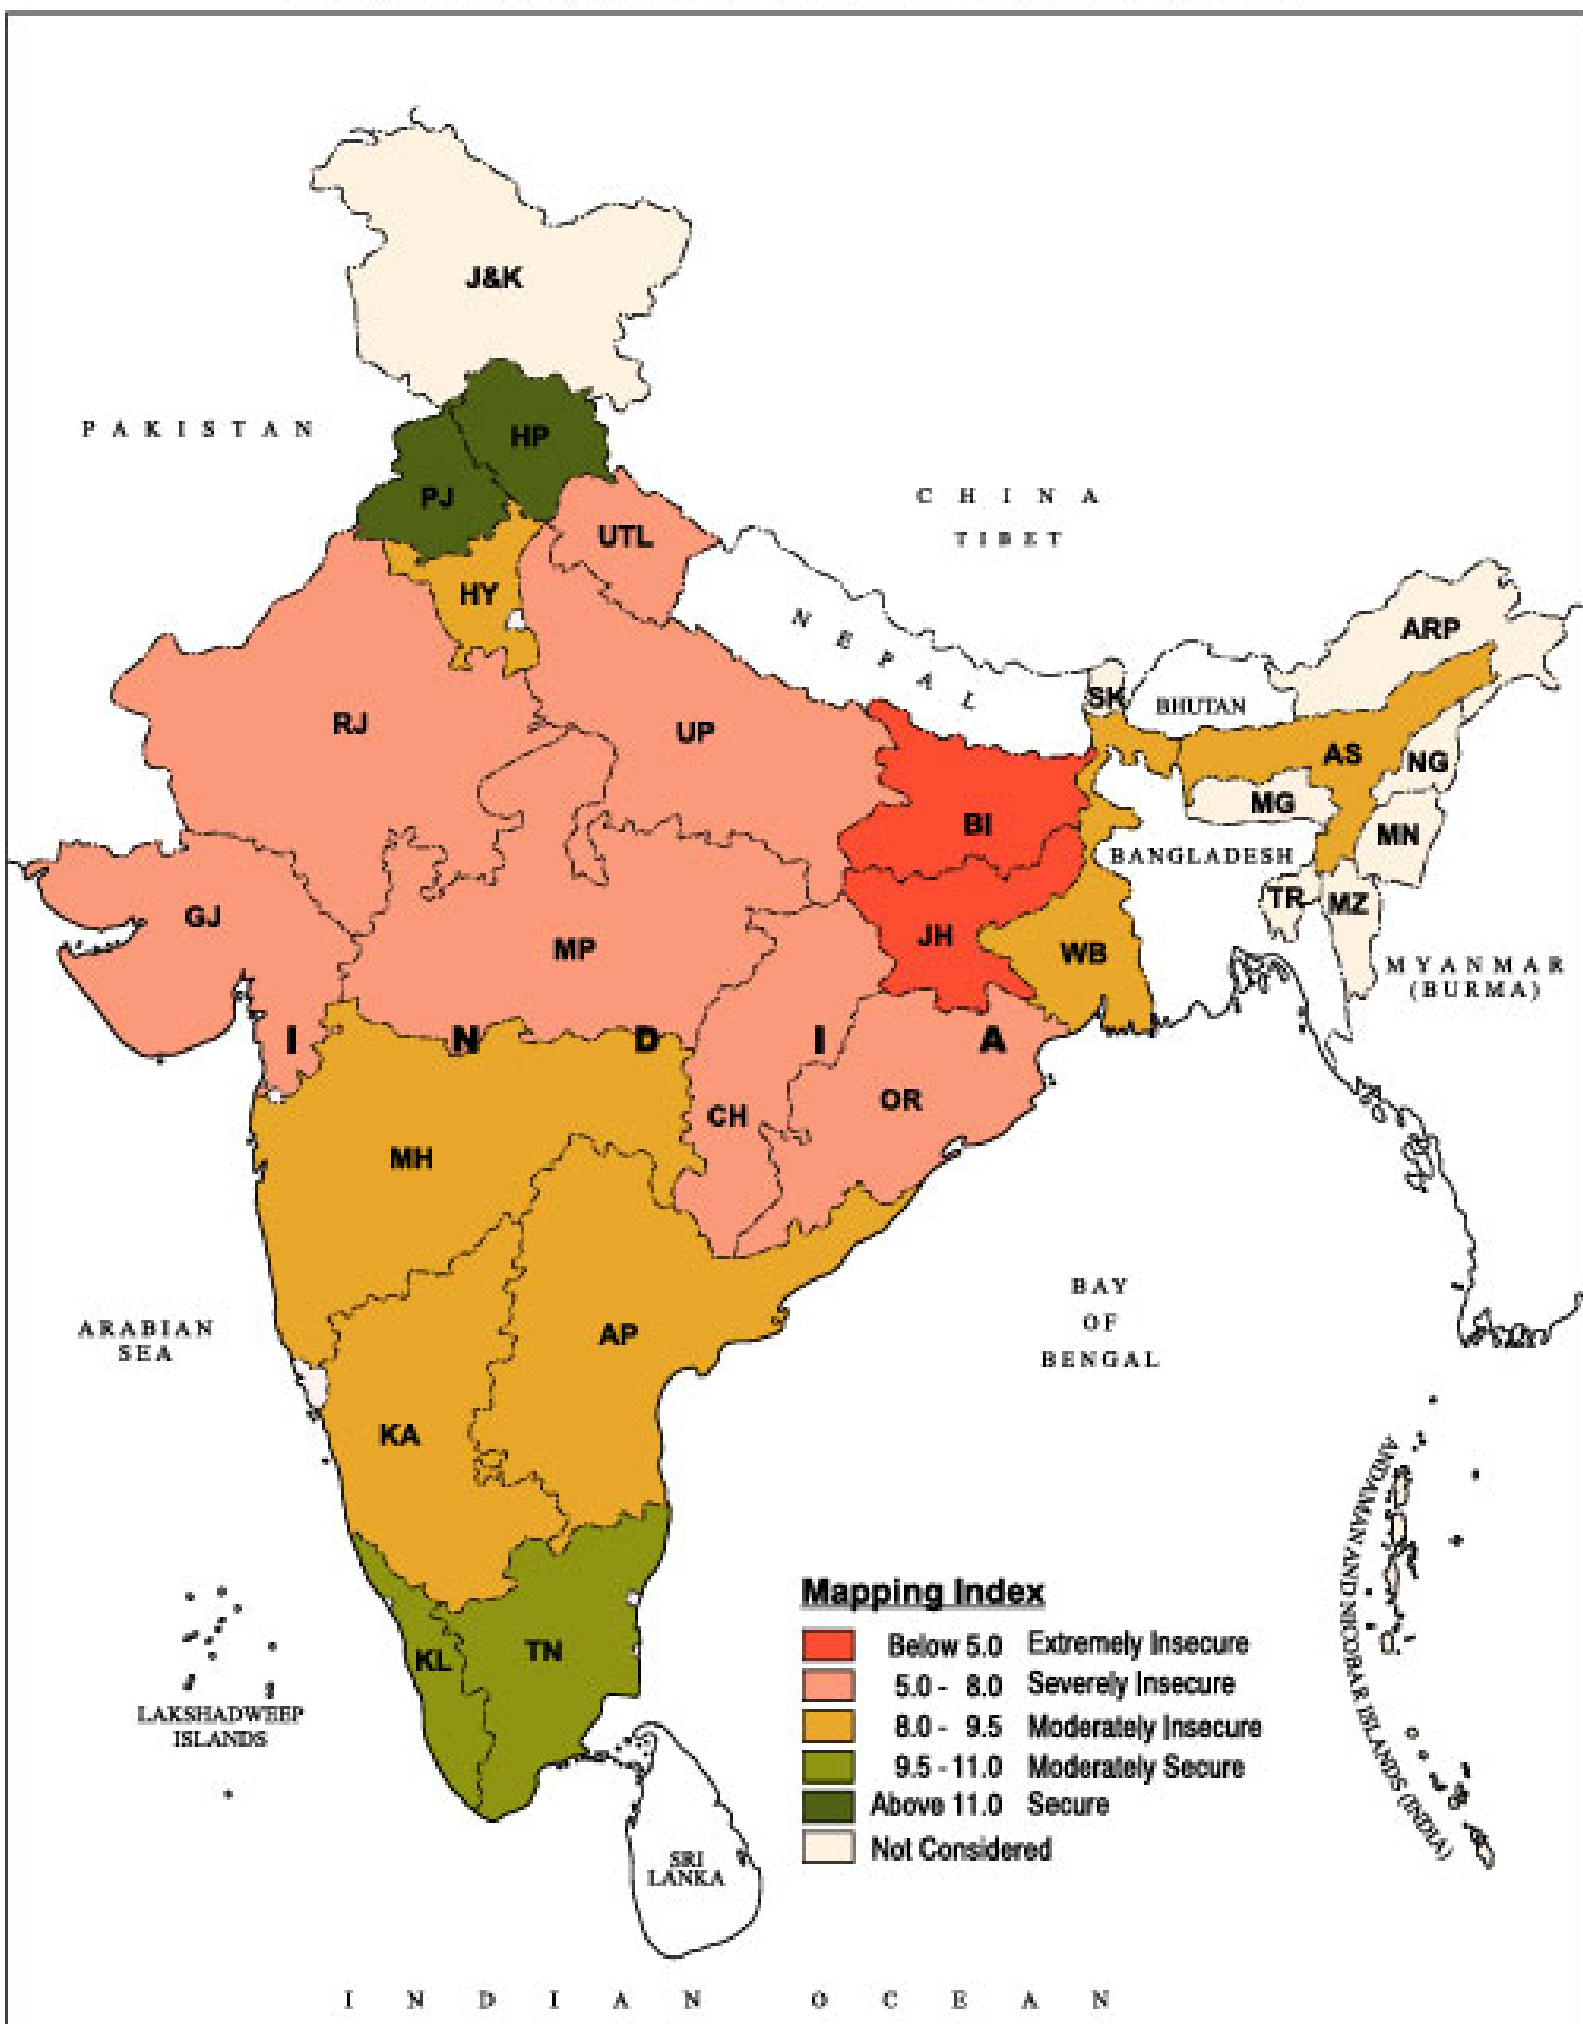 J&K
HP
PAKISTAN
PJ
CHINA
TIBET
UTL
HY
NEPAL
ARP
SK
BHUTAN
RJ
UP
AS
NG
MG
BI
MN
BANGLADESH
TR
MZ
GJ
MP
JH
WB
MYANMAR
(BURMA)
I N D I A
CH
OR
MH
BAY
OF
BENGAL
ARABIAN
SEA
AP
KA
ANDAMAN AND NICOBAR ISLANDS (INDIA)
KL
TN
LAKSHADWEEP
ISLANDS
Mapping Index
Below 5.0 Extremely Insecure
5.0 - 8.0 Severely Insecure
8.0 - 9.5 Moderately Insecure
9.5 - 11.0 Moderately Secure
Above 11.0 Secure
Not Considered
SRI
LANKA
INDIAN OCEAN